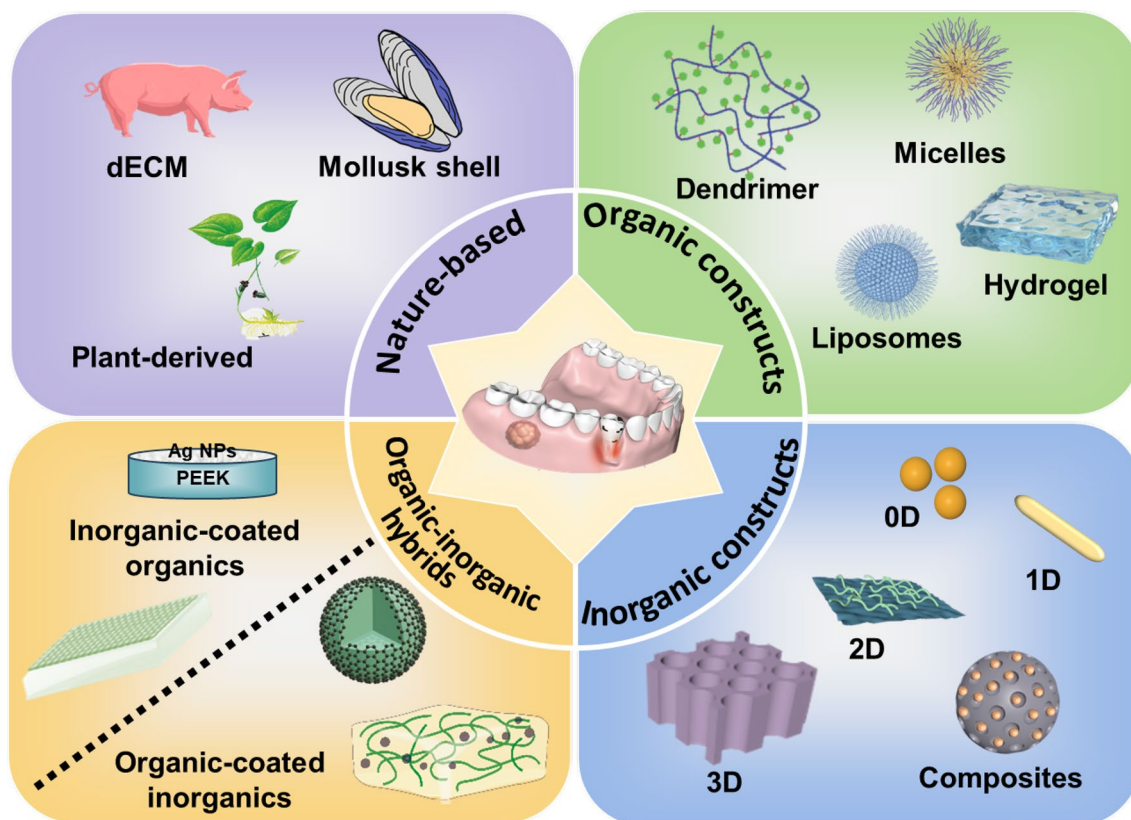 dECM
Mollusk shell
Plant-derived
Nature-based
Dendrimer
Micelles
Hydrogel
Liposomes
Organic constructs
Ag NPs
PEEK
Inorganic-coated
organics
Organic-coated
inorganics
Organic-inorganic
hybrids
0D
1D
2D
3D
Composites
Inorganic constructs